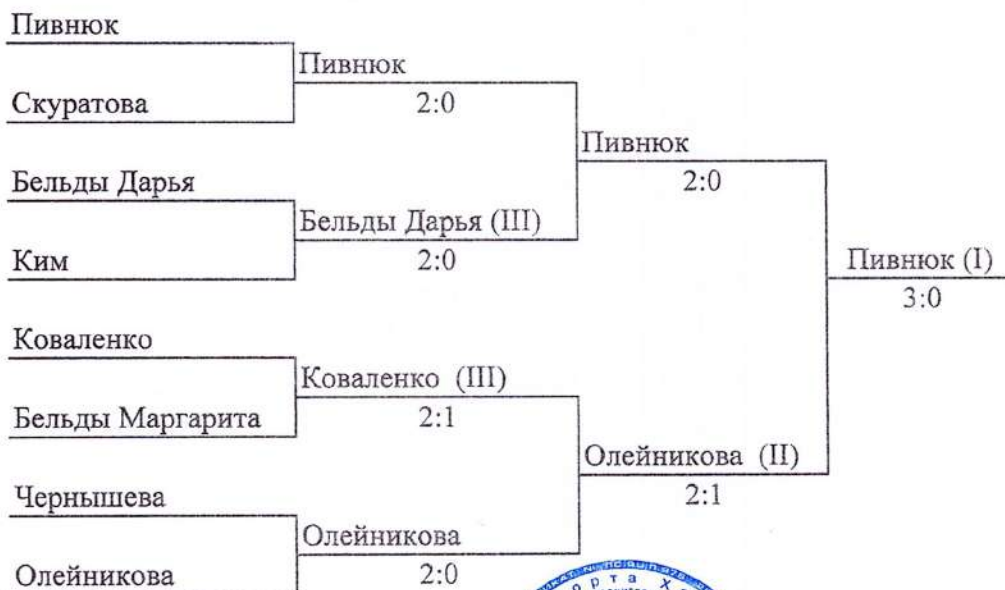 Пивнюк
Пивнюк
Скуратова
2:0
Пивнюк
Бельды Дарья
2:0
Бельды Дарья (III)
Ким
2:0
Пивнюк (I)
3:0
Коваленко
Коваленко (III)
Бельды Маргарита
2:1
Олейникова (II)
Чернышева
2:1
Олейникова
Олейникова
2:0